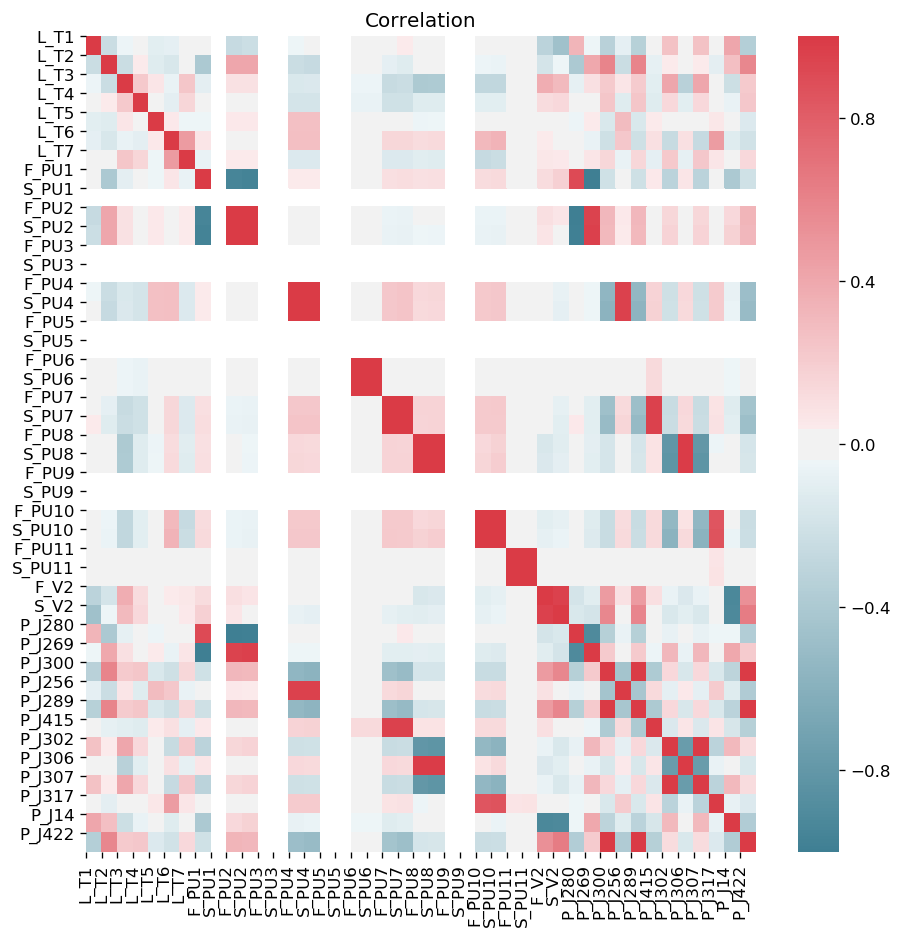 Correlation
L_T1
L_T2
L_T3
L_T4
L_T5
L_T6
L_T7
F_PU1
S_PU1
F_PU2
S_PU2
F_PU3
S_PU3
F_PU4
S_PU4
F_PU5
S_PU5
F_PU6
S_PU6
F_PU7
S_PU7
F_PU8
S_PU8
F_PU9
S_PU9
F_PU10
S_PU10
F_PU11
S_PU11
F_V2
S_V2
P_J280
P_J269
P_J300
P_J256
P_J289
P_J415
P_J302
P_J306
P_J307
P_J317
P_J14
P_J422
0.8
0.4
0.0
−0.4
−0.8
L_T1
L_T2
L_T3
L_T4
L_T5
L_T6
L_T7
F_PU1
S_PU1
F_PU2
S_PU2
F_PU3
S_PU3
F_PU4
S_PU4
F_PU5
S_PU5
F_PU6
S_PU6
F_PU7
S_PU7
F_PU8
S_PU8
F_PU9
S_PU9
F_PU10
S_PU10
F_PU11
S_PU11
F_V2
S_V2
P_J280
P_J269
P_J300
P_J256
P_J289
P_J415
P_J302
P_J306
P_J307
P_J317
P_J14
P_J422